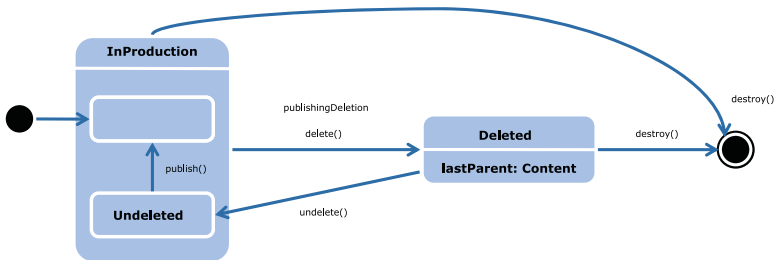 InProduction
publishingDeletion
delete()
destroy()
Deleted
destroy()
lastParent: Content
publish()
undelete()
Undeleted